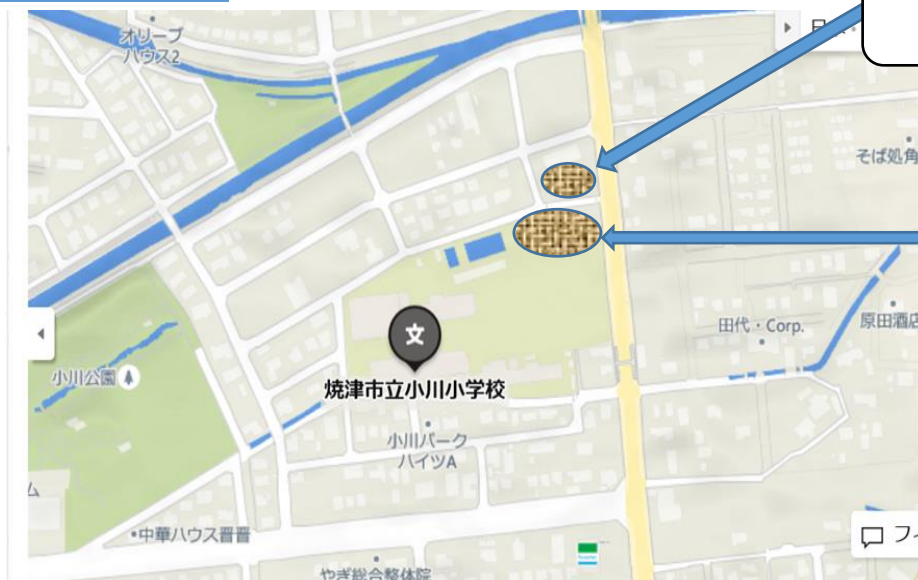 オリーブ
ハウス2
そば処角
田代・Corp.
原田酒店
小川公園
文
焼津市立小川小学校
小川パーク
ハイツA
中華ハウス晋晋
やぎ総合整体院
フィ
ム